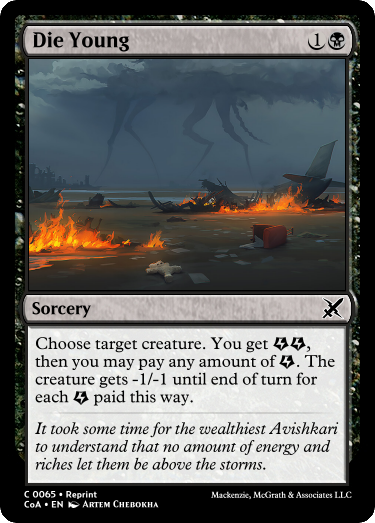 Die Young 1
Sorcery
Choose target creature. You get ,
then you may pay any amount of . The
creature gets -1/-1 until end of turn for
each paid this way.
It took some time for the wealthiest Avishkari
to understand that no amount of energy and
riches let them be above the storms.
C 0065 • Reprint
CoA • EN Artem Chebokha
Mackenzie, McGrath & Associates LLC